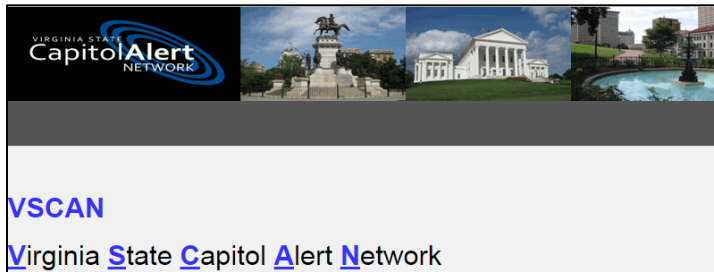 VIRGINIA STATE
CapitolAlert
NETWORK
VSCAN
Virginia State Capitol Alert Network